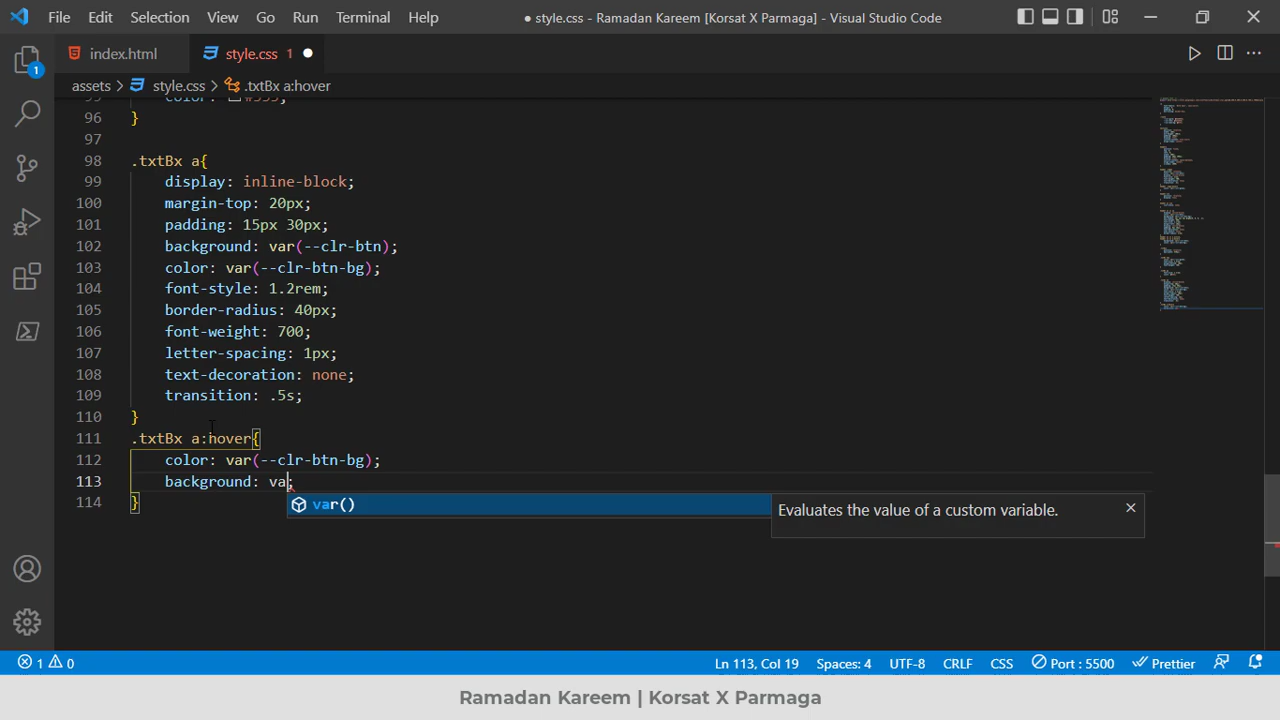 File Edit Selection View Go Run Terminal Help ● style.css - Ramadan Kareem [Korsat X Parmaga] - Visual Studio Code
index.html style.css 1 ●
assets > style.css > .txtBx a:hover
96 }
97
98 .txtBx a{
99 display: inline-block;
100 margin-top: 20px;
101 padding: 15px 30px;
102 background: var(--clr-btn);
103 color: var(--clr-btn-bg);
104 font-style: 1.2rem;
105 border-radius: 40px;
106 font-weight: 700;
107 letter-spacing: 1px;
108 text-decoration: none;
109 transition: .5s;
110 }
111 .txtBx a:hover{
112 color: var(--clr-btn-bg);
113 background: va;
var() Evaluates the value of a custom variable.
114 }
1
1 0 Ln 113, Col 19 Spaces: 4 UTF-8 CRLF CSS Port : 5500 Prettier
Ramadan Kareem | Korsat X Parmaga